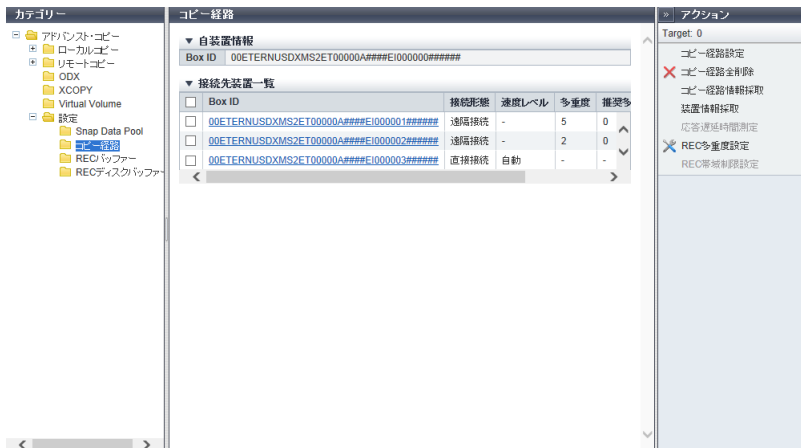 カテゴリー
アドバンスト・コピー
ローカルコピー
リモートコピー
ODX
XCOPY
Virtual Volume
設定
Snap Data Pool
コピー経路
RECバッファー
RECディスクバッファ
コピー経路
▼ 自装置情報
Box ID 00ETERNUSDXMS2ET00000A####EI000000######
▼ 接続先装置一覧
Box ID 接続形態 速度レベル 多重度 推奨多
00ETERNUSDXMS2ET00000A####EI000001###### 遠隔接続 - 5 0
00ETERNUSDXMS2ET00000A####EI000002###### 遠隔接続 - 2 0
00ETERNUSDXMS2ET00000A####EI000003###### 直接接続 自動 - -
» アクション
Target: 0
コピー経路設定
コピー経路全削除
コピー経路情報採取
装置情報採取
応答遅延時間測定
REC多重度設定
REC帯域制限設定